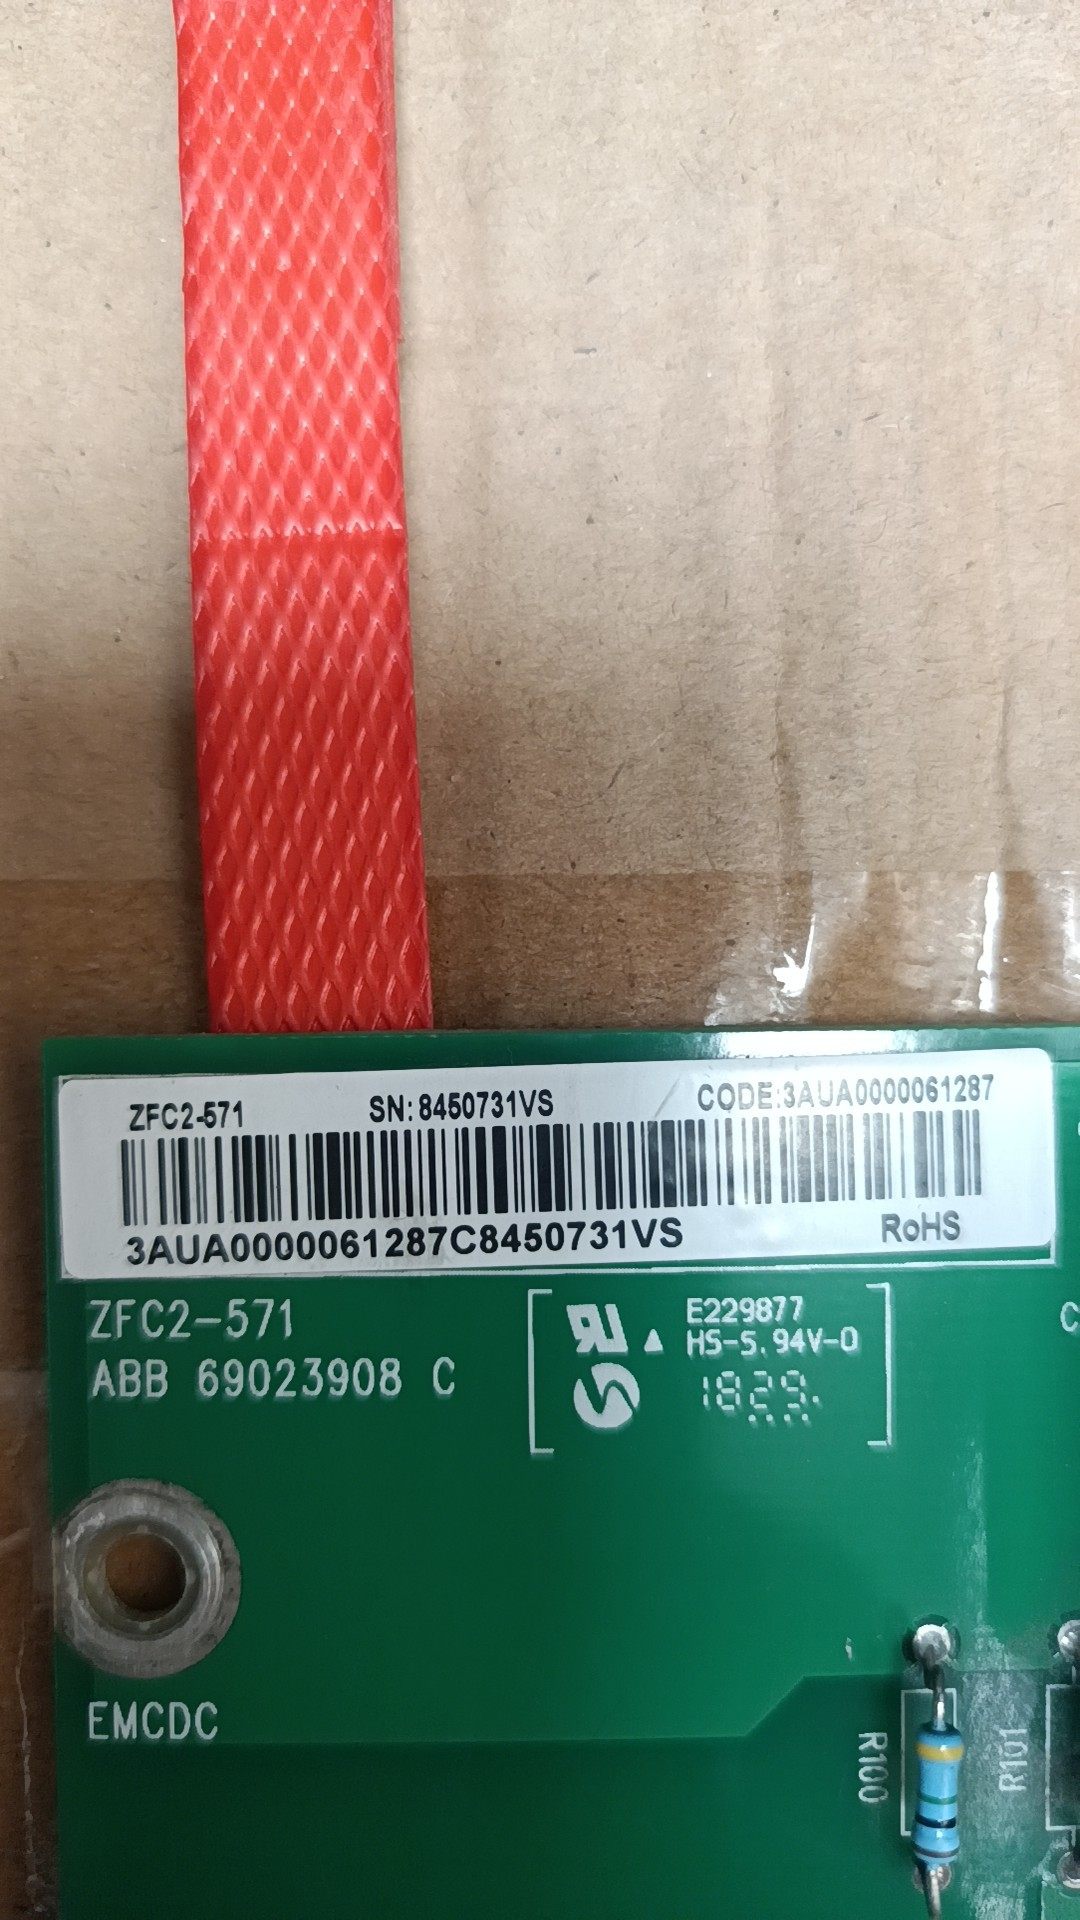 ZFC2-571 SN:8450731VS CODE:3AUA0000061287
3AUA0000061287C8450731VS RoHS
ZFC2-571
ABB 69023908 C
E229877
HS-S.94V-0
1829
EMCDC
R100
R101
C